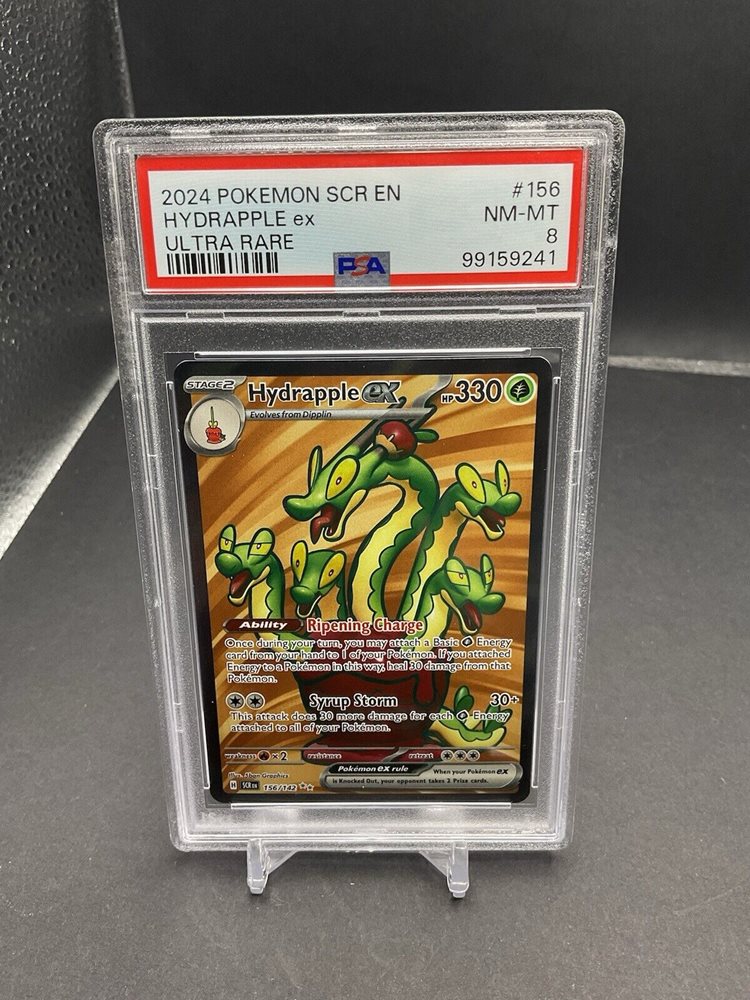 2024 POKEMON SCR EN #156
HYDRAPPLE ex NM-MT
ULTRA RARE 8
PSA 99159241
STAGE2 Hydrapple ex HP 330
Evolves from Dipplin
Ability Ripening Charge
Once during your turn, you may attach a Basic Energy
card from your hand to 1 of your Pokémon. If you attached
Energy to a Pokémon in this way, heal 30 damage from that
Pokémon.
Syrup Storm 30+
This attack does 30 more damage for each Energy
attached to all of your Pokémon.
weakness ×2 resistance retreat
Pokémon ex rule When your Pokémon ex
is Knocked Out, your opponent takes 2 Prize cards.
Illus. 5ban Graphics
H SCR EN 156/142